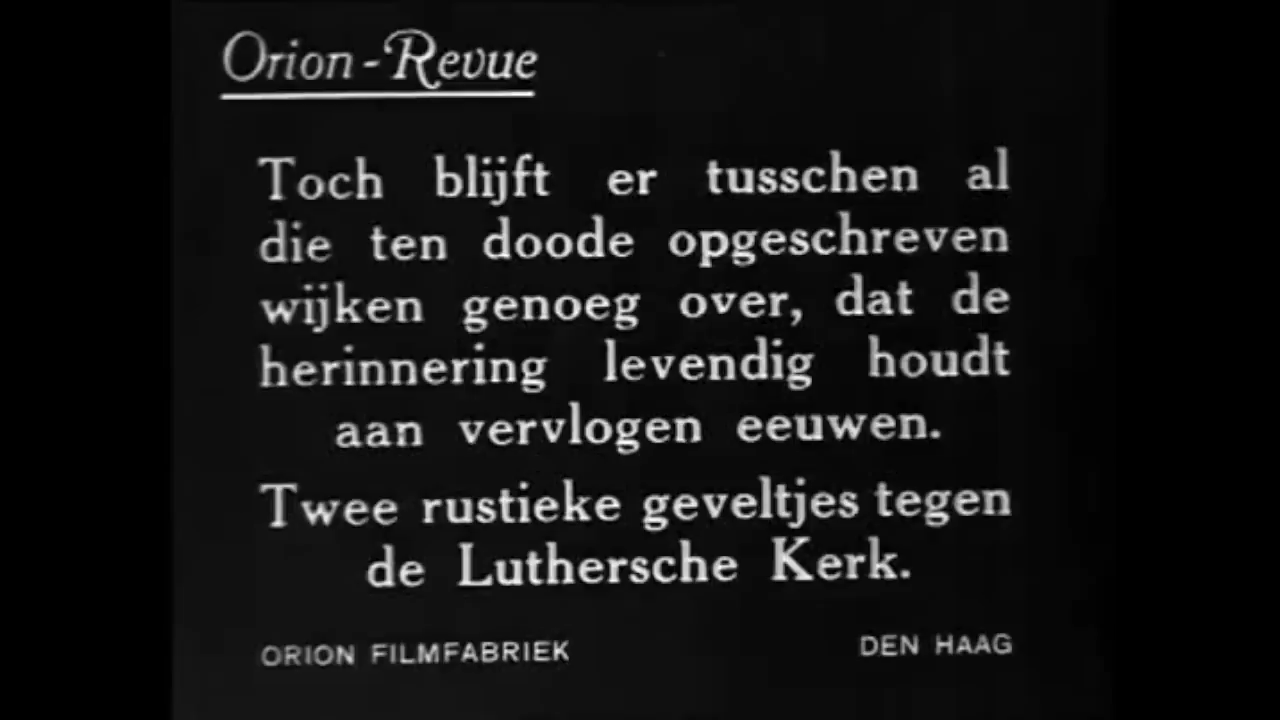 Orion-Revue
Toch blijft er tusschen al
die ten doode opgeschreven
wijken genoeg over, dat de
herinnering levendig houdt
aan vervlogen eeuwen.
Twee rustieke geveltjes tegen
de Luthersche Kerk.
ORION FILMFABRIEK DEN HAAG